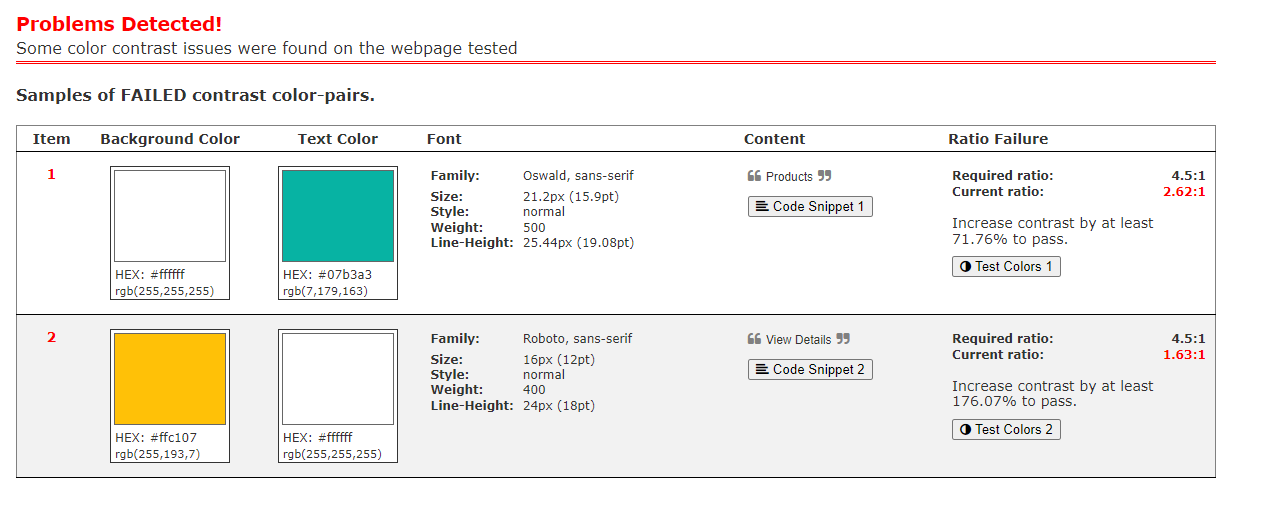 Problems Detected!
Some color contrast issues were found on the webpage tested
Samples of FAILED contrast color-pairs.
Item Background Color Text Color Font Content Ratio Failure
1
HEX: #ffffff
rgb(255,255,255)
HEX: #07b3a3
rgb(7,179,163)
Family: Oswald, sans-serif
Size: 21.2px (15.9pt)
Style: normal
Weight: 500
Line-Height: 25.44px (19.08pt)
❝ Products ❞
Code Snippet 1
Required ratio: 4.5:1
Current ratio: 2.62:1
Increase contrast by at least
71.76% to pass.
Test Colors 1
2
HEX: #ffc107
rgb(255,193,7)
HEX: #ffffff
rgb(255,255,255)
Family: Roboto, sans-serif
Size: 16px (12pt)
Style: normal
Weight: 400
Line-Height: 24px (18pt)
❝ View Details ❞
Code Snippet 2
Required ratio: 4.5:1
Current ratio: 1.63:1
Increase contrast by at least
176.07% to pass.
Test Colors 2